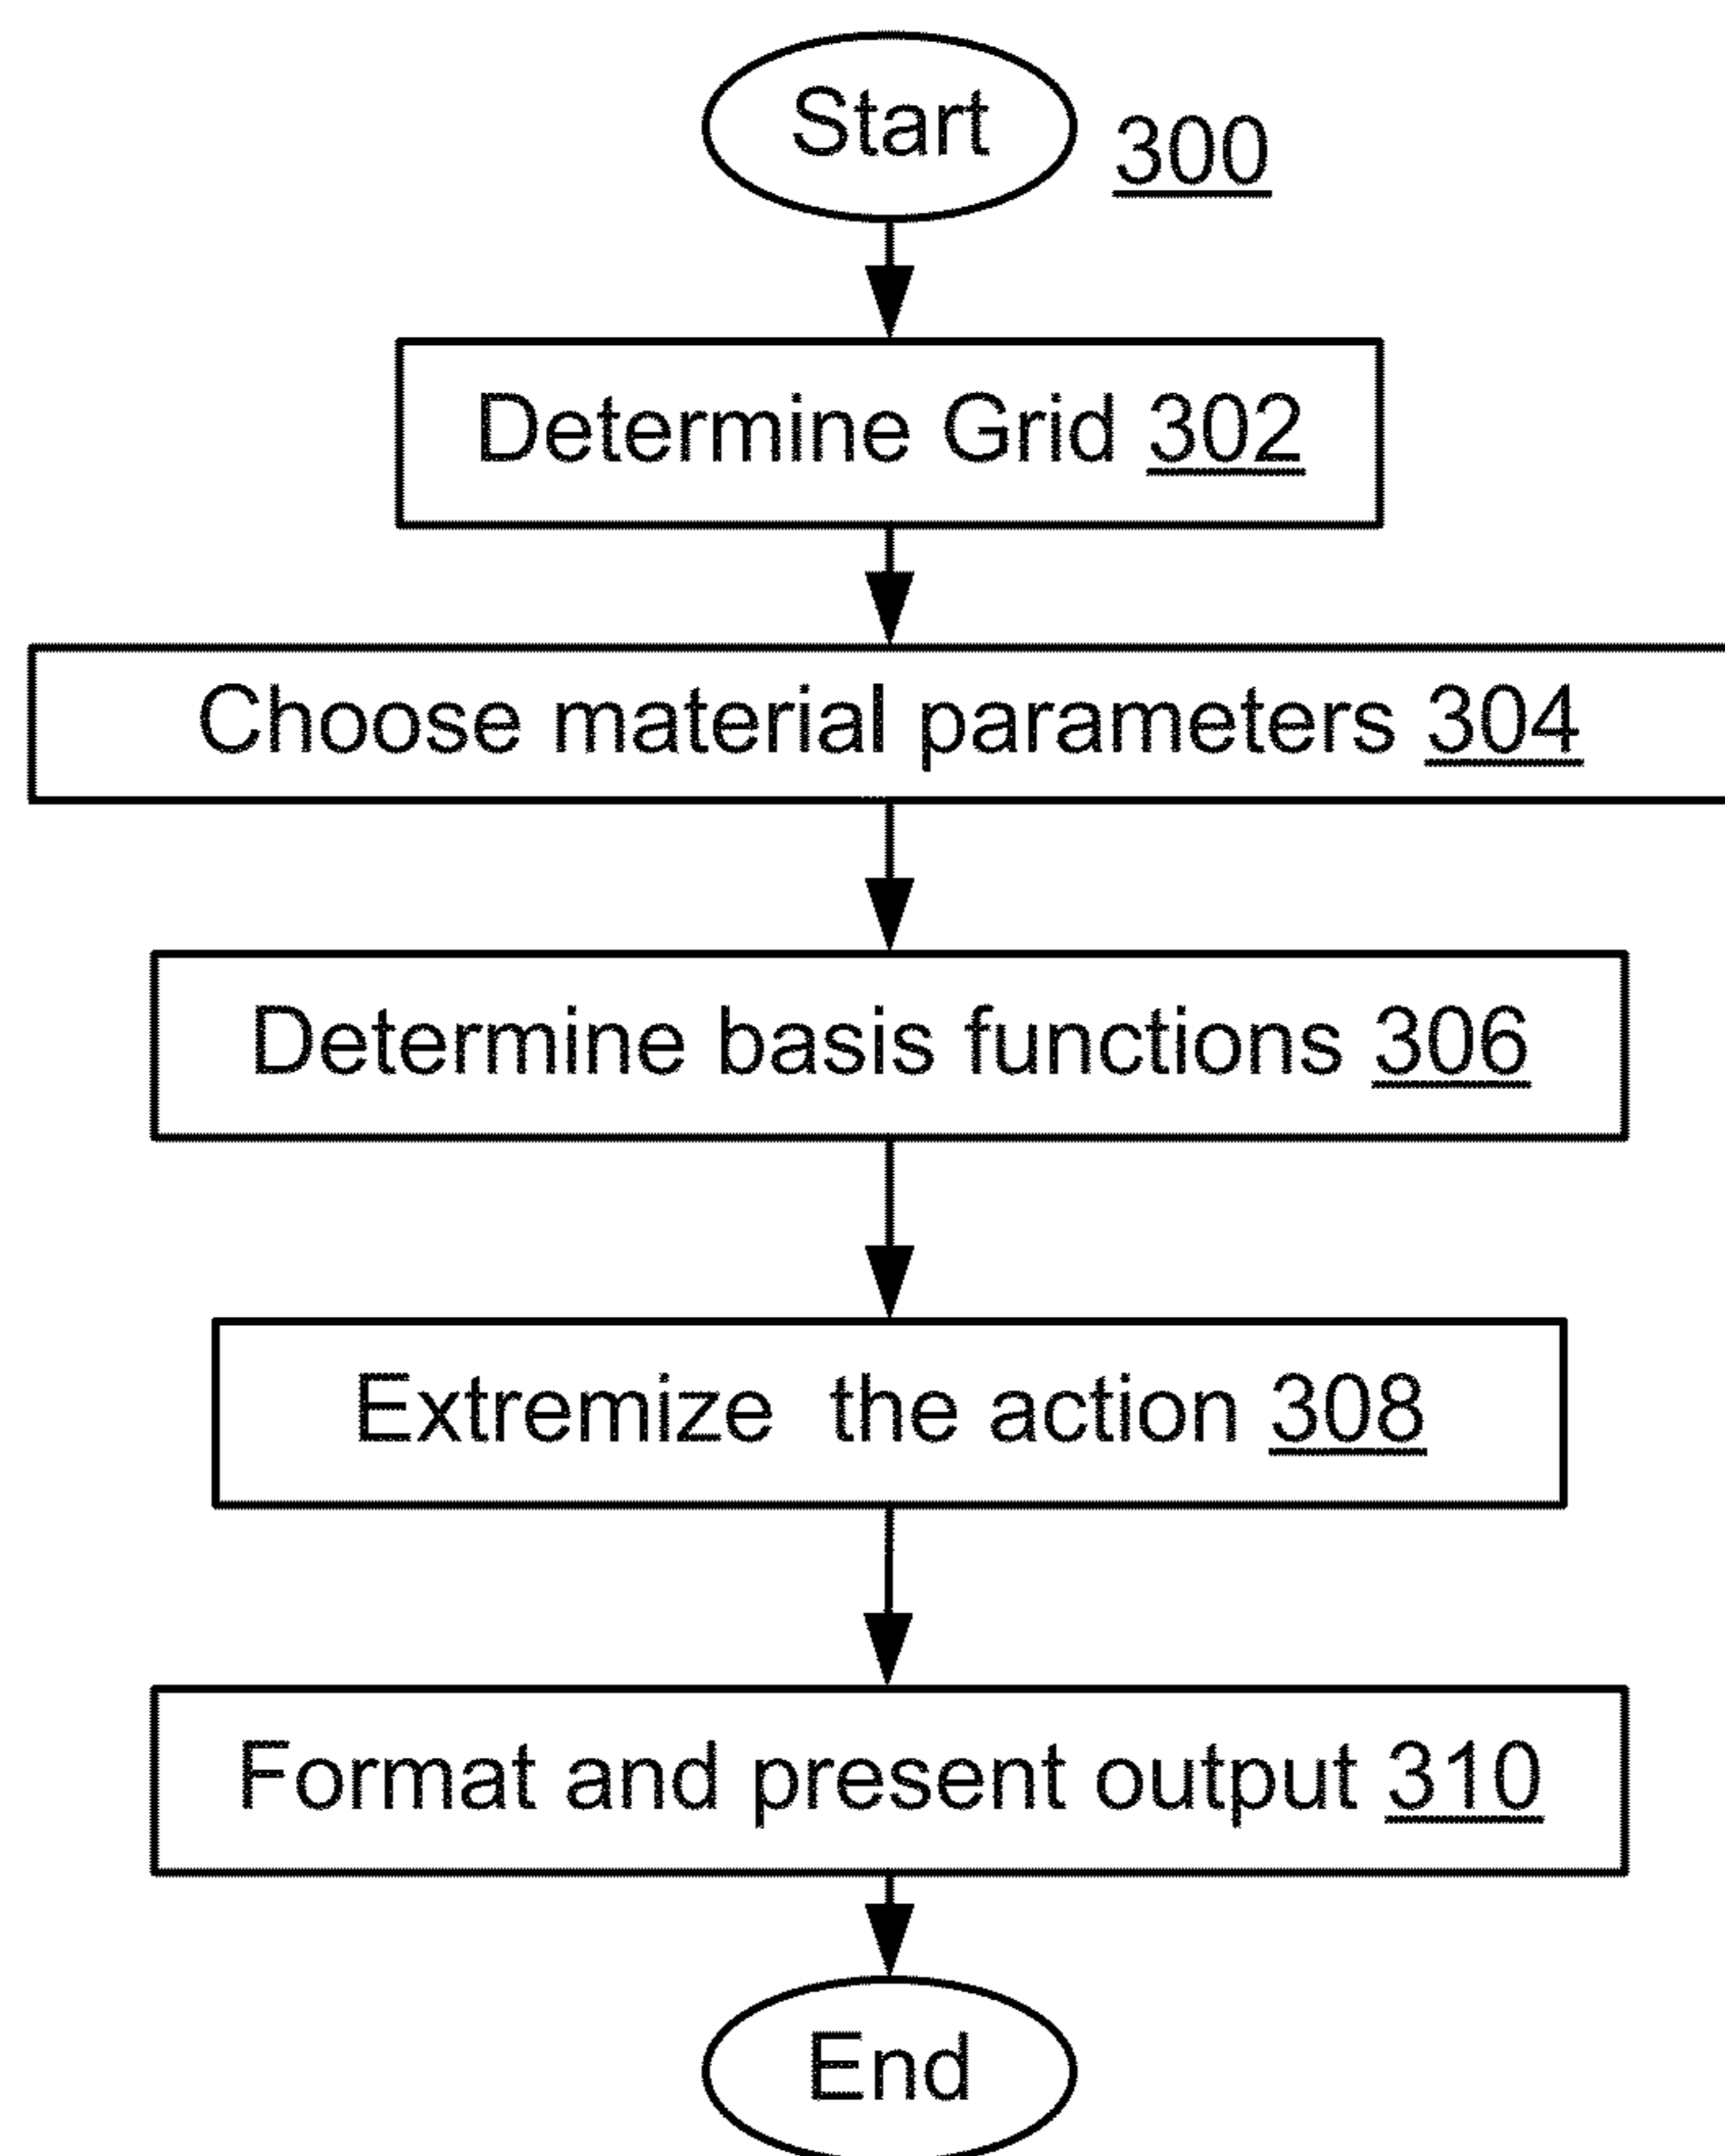 Start
300
Determine Grid 302
Choose material parameters 304
Determine basis functions 306
Extremize the action 308
Format and present output 310
End